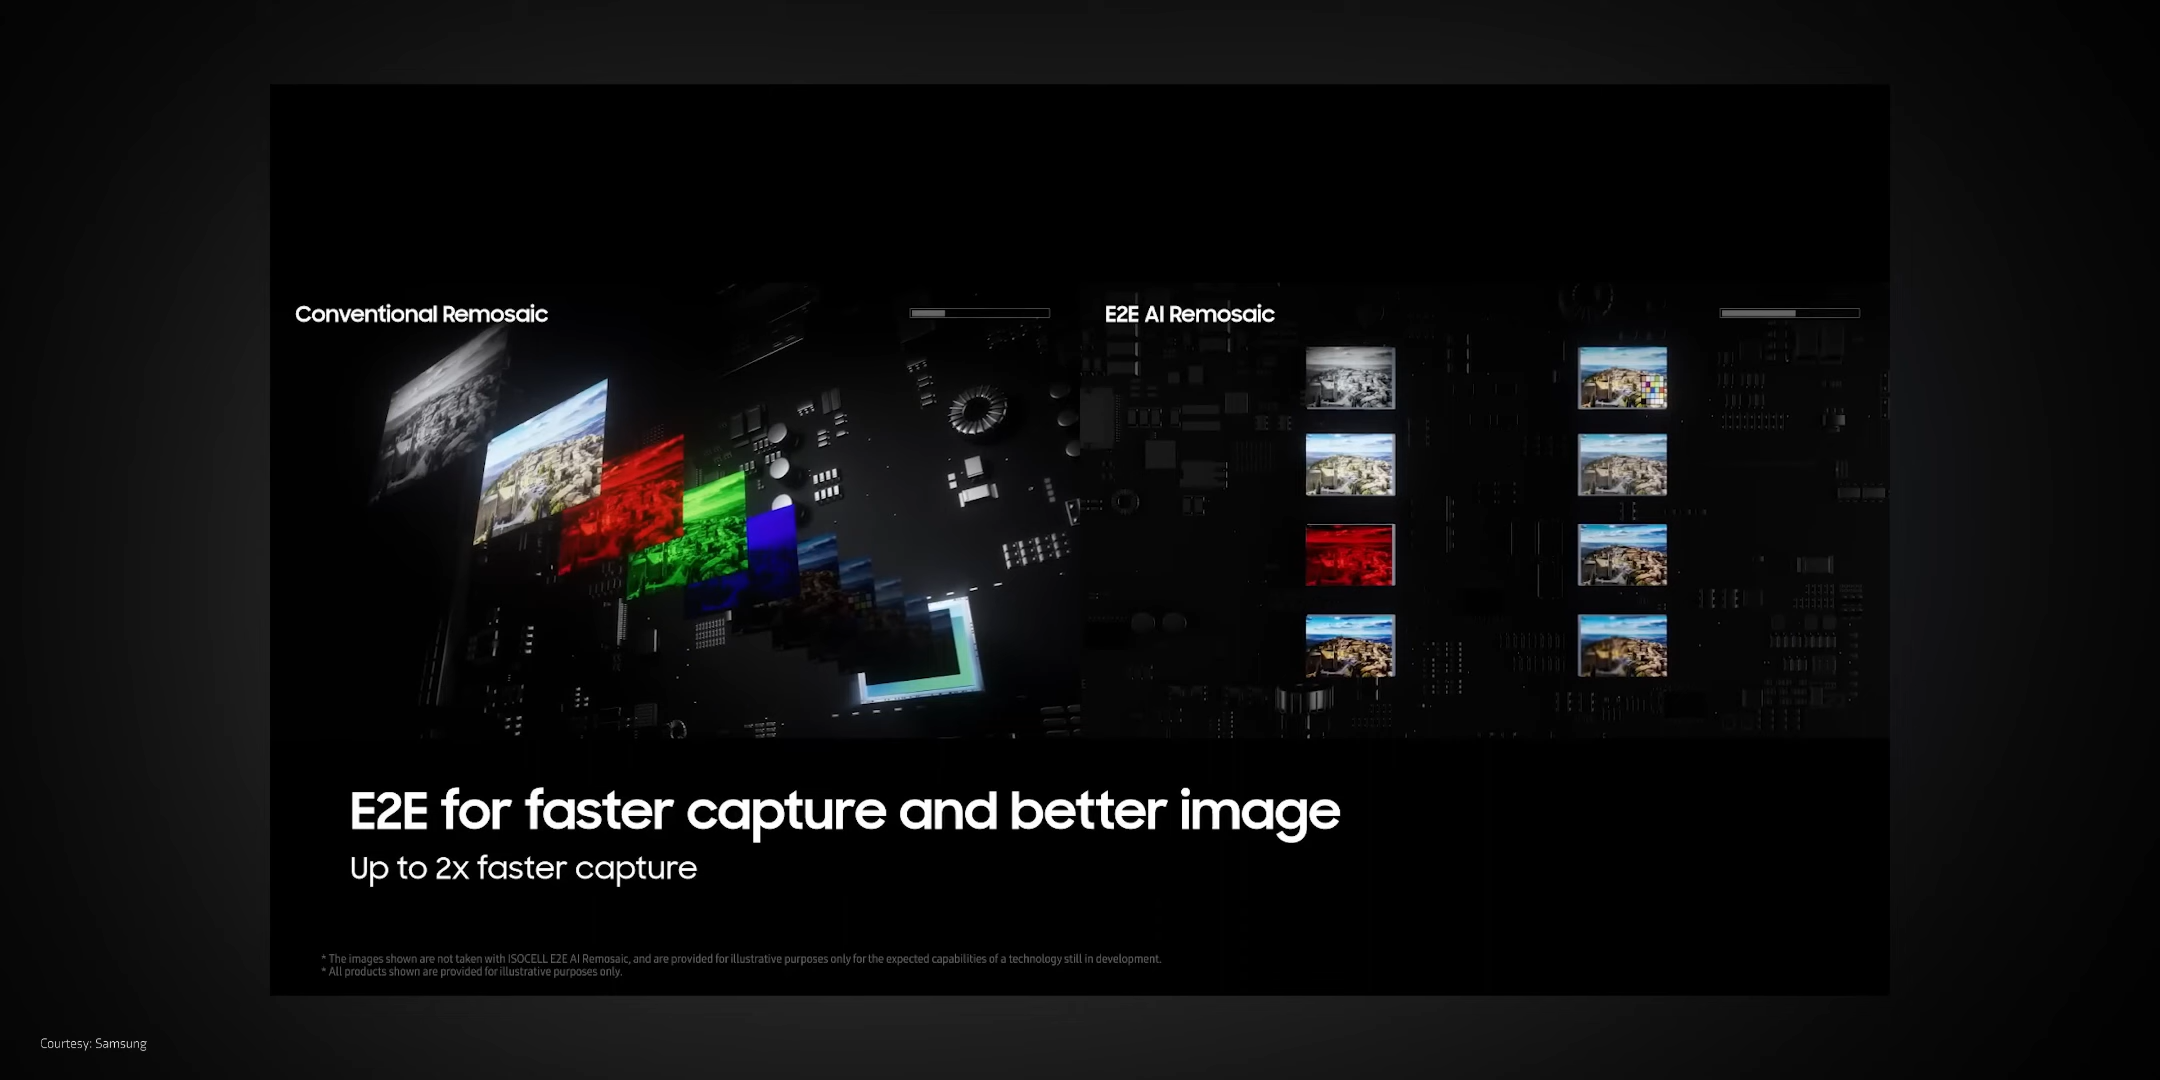 Conventional Remosaic
E2E AI Remosaic
E2E for faster capture and better image
Up to 2x faster capture
* The images shown are not taken with ISOCELL E2E AI Remosaic, and are provided for illustrative purposes only for the expected capabilities of a technology still in development.
* All products shown are provided for illustrative purposes only.
Courtesy: Samsung